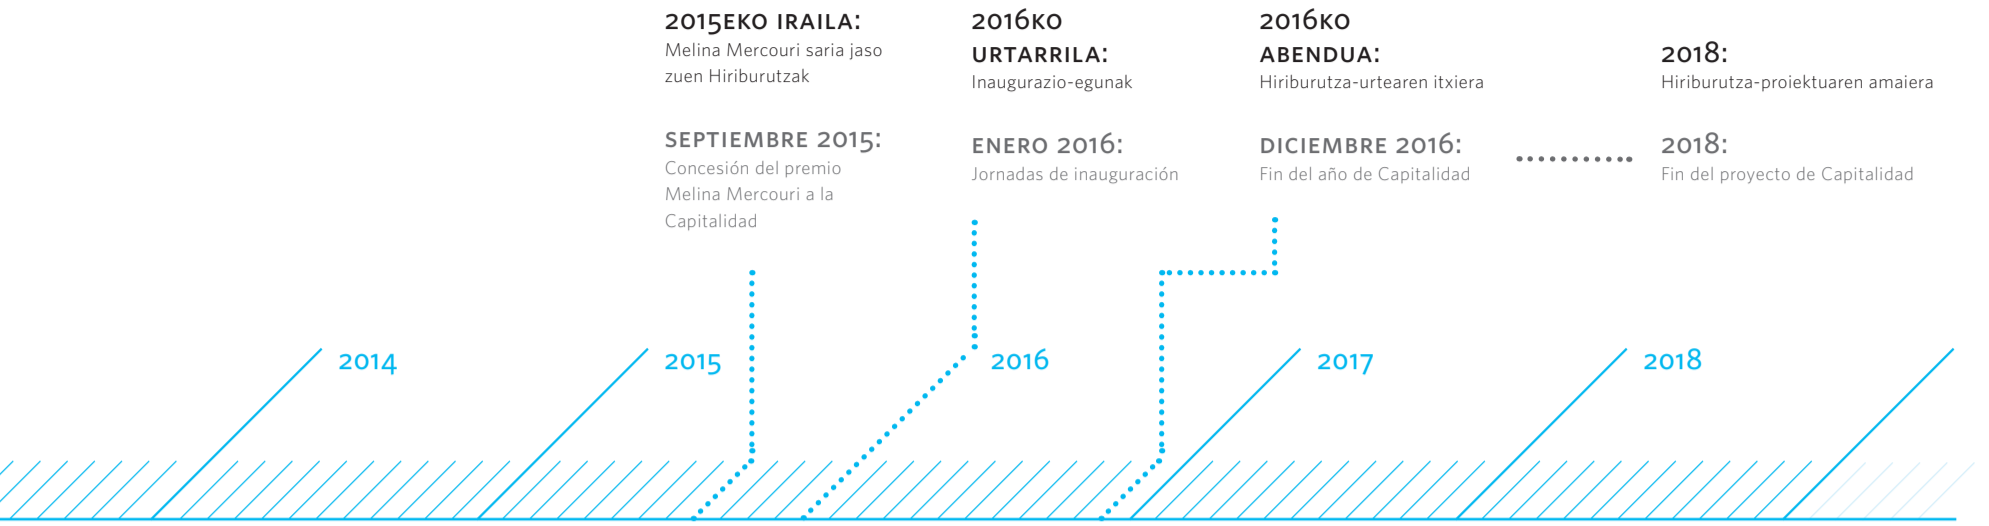 2015EKO IRAILA:
Melina Mercouri saria jaso
zuen Hiriburutzak
SEPTIEMBRE 2015:
Concesión del premio
Melina Mercouri a la
Capitalidad
2016KO
URTARRILA:
Inaugurazio-egunak
ENERO 2016:
Jornadas de inauguración
2016KO
ABENDUA:
Hiriburutza-urtearen itxiera
DICIEMBRE 2016:
Fin del año de Capitalidad
2018:
Hiriburutza-proiektuaren amaiera
2018:
Fin del proyecto de Capitalidad
2014
2015
2016
2017
2018